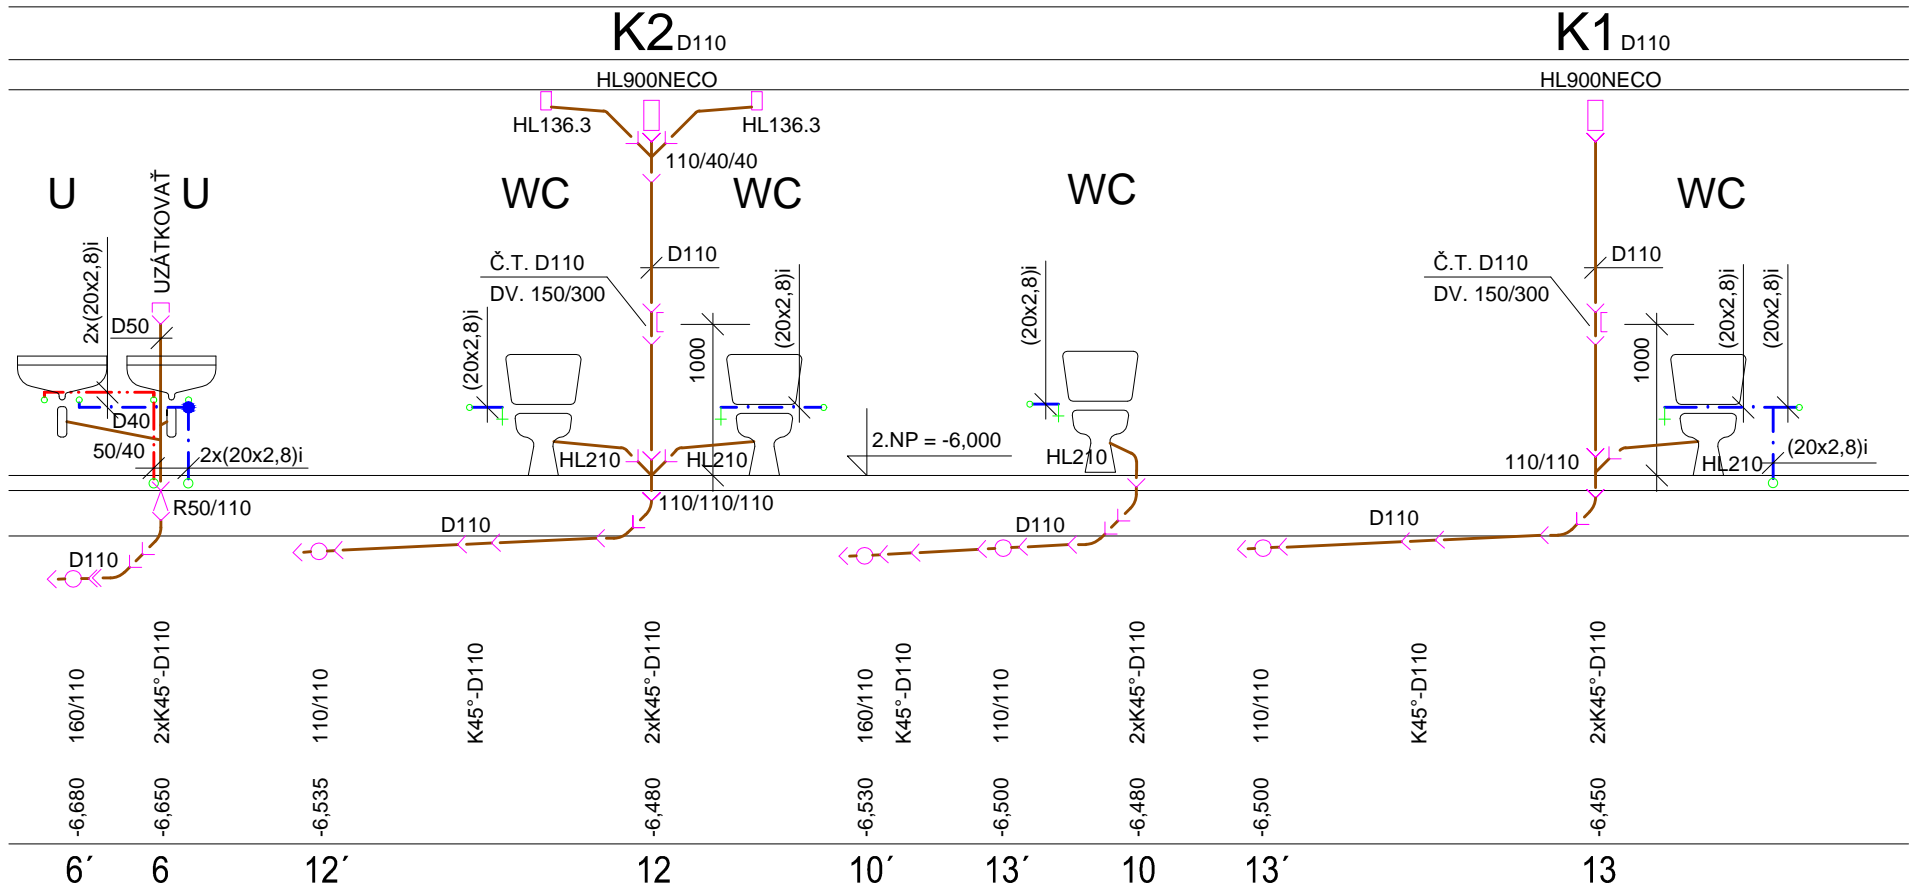 K2 D110
K1 D110
HL900NECO
HL900NECO
HL136.3
HL136.3
110/40/40
U
UZÁTKOVAŤ
U
WC
WC
WC
WC
2x(20x2,8)i
D50
D40
50/40
2x(20x2,8)i
R50/110
D110
Č.T. D110
DV. 150/300
D110
(20x2,8)i
1000
(20x2,8)i
HL210
HL210
110/110/110
D110
2.NP = -6,000
(20x2,8)i
HL210
D110
Č.T. D110
DV. 150/300
D110
1000
(20x2,8)i
(20x2,8)i
110/110
HL210
(20x2,8)i
D110
160/110
2xK45°-D110
110/110
K45°-D110
2xK45°-D110
160/110
K45°-D110
110/110
2xK45°-D110
110/110
K45°-D110
2xK45°-D110
-6,680
-6,650
-6,535
-6,480
-6,530
-6,500
-6,480
-6,500
-6,450
6´ 6 12´ 12 10´ 13´ 10 13´ 13